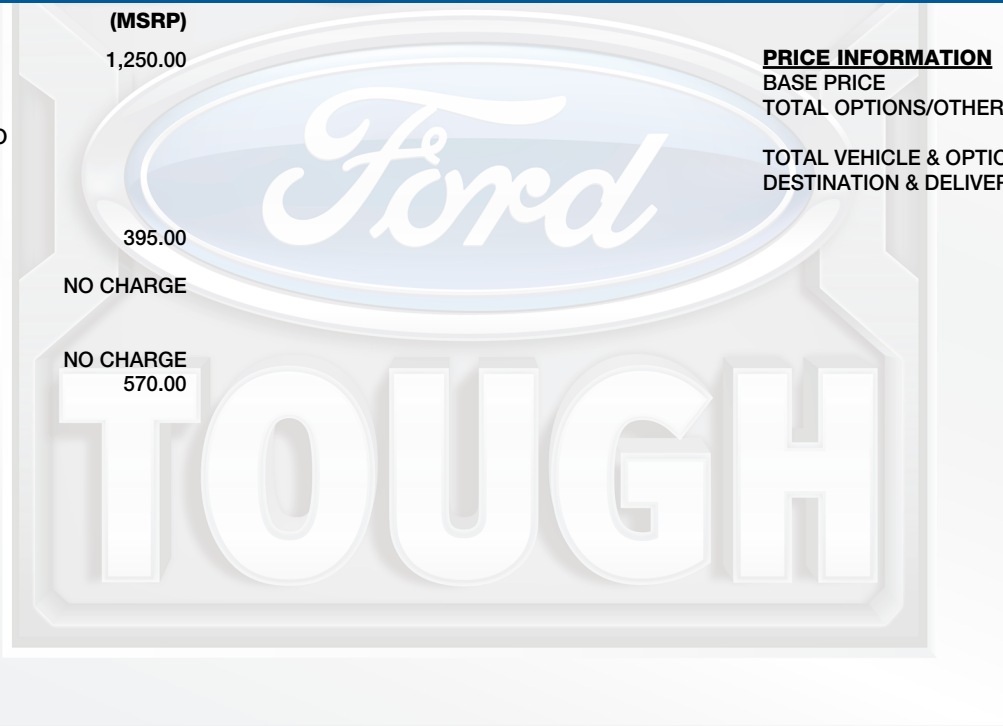 (MSRP)
1,250.00
395.00
NO CHARGE
NO CHARGE
570.00
PRICE INFORMATION
BASE PRICE
TOTAL OPTIONS/OTHER
TOTAL VEHICLE & OPTIO
DESTINATION & DELIVER
Ford
TOUGH